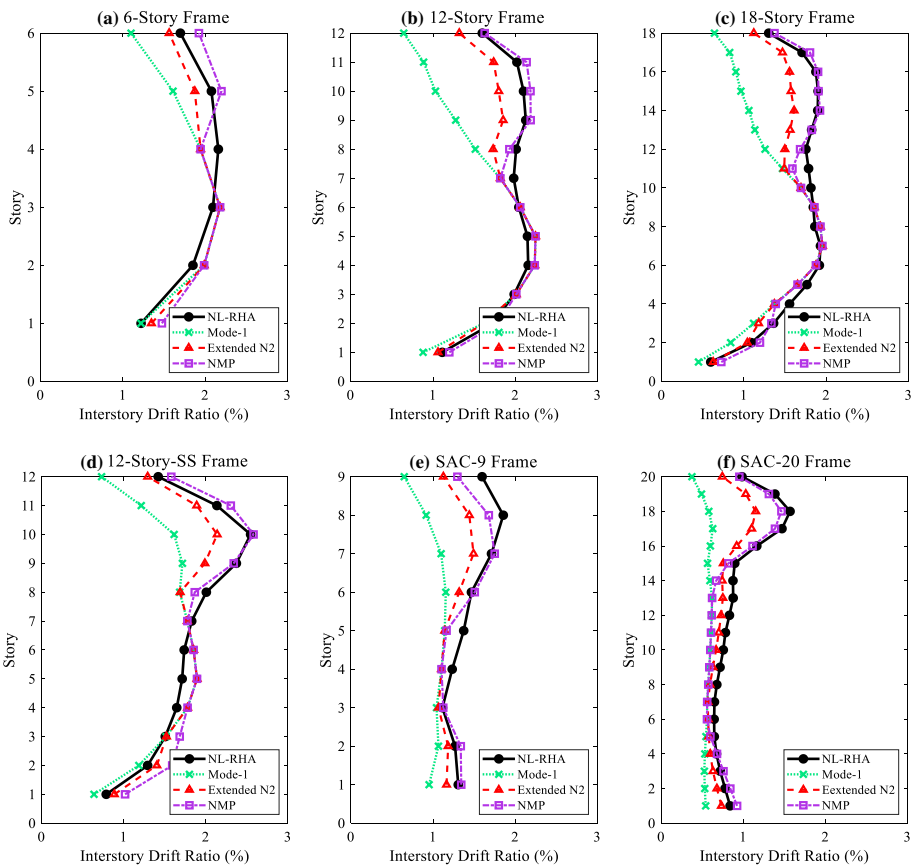 (a) 6-Story Frame
6
5
4
3
2
1
0
Story
0 1 2 3
Interstory Drift Ratio (%)
NL-RHA
Mode-1
Eextended N2
NMP
(b) 12-Story Frame
12
11
10
9
8
7
6
5
4
3
2
1
0
Story
0 1 2 3
Interstory Drift Ratio (%)
NL-RHA
Mode-1
Eextended N2
NMP
(c) 18-Story Frame
18
16
14
12
10
8
6
4
2
0
Story
0 1 2 3
Interstory Drift Ratio (%)
NL-RHA
Mode-1
Eextended N2
NMP
(d) 12-Story-SS Frame
12
11
10
9
8
7
6
5
4
3
2
1
0
Story
0 1 2 3
Interstory Drift Ratio (%)
NL-RHA
Mode-1
Eextended N2
NMP
(e) SAC-9 Frame
9
8
7
6
5
4
3
2
1
0
Story
0 1 2 3
Interstory Drift Ratio (%)
NL-RHA
Mode-1
Eextended N2
NMP
(f) SAC-20 Frame
20
18
16
14
12
10
8
6
4
2
0
Story
0 1 2 3
Interstory Drift Ratio (%)
NL-RHA
Mode-1
Eextended N2
NMP